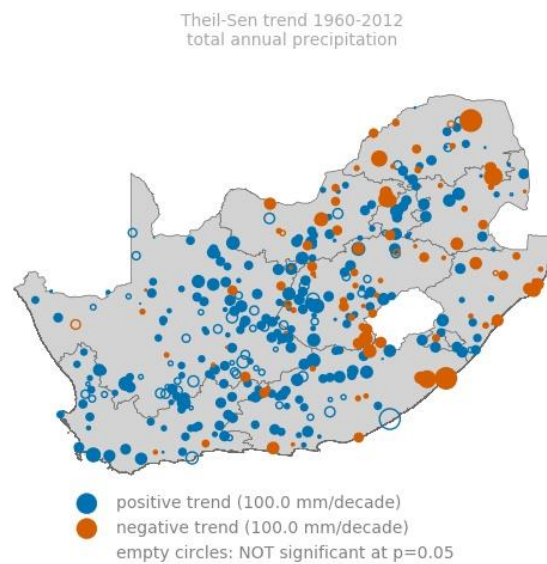 Theil-Sen trend 1960-2012
total annual precipitation
positive trend (100.0 mm/decade)
negative trend (100.0 mm/decade)
empty circles: NOT significant at p=0.05